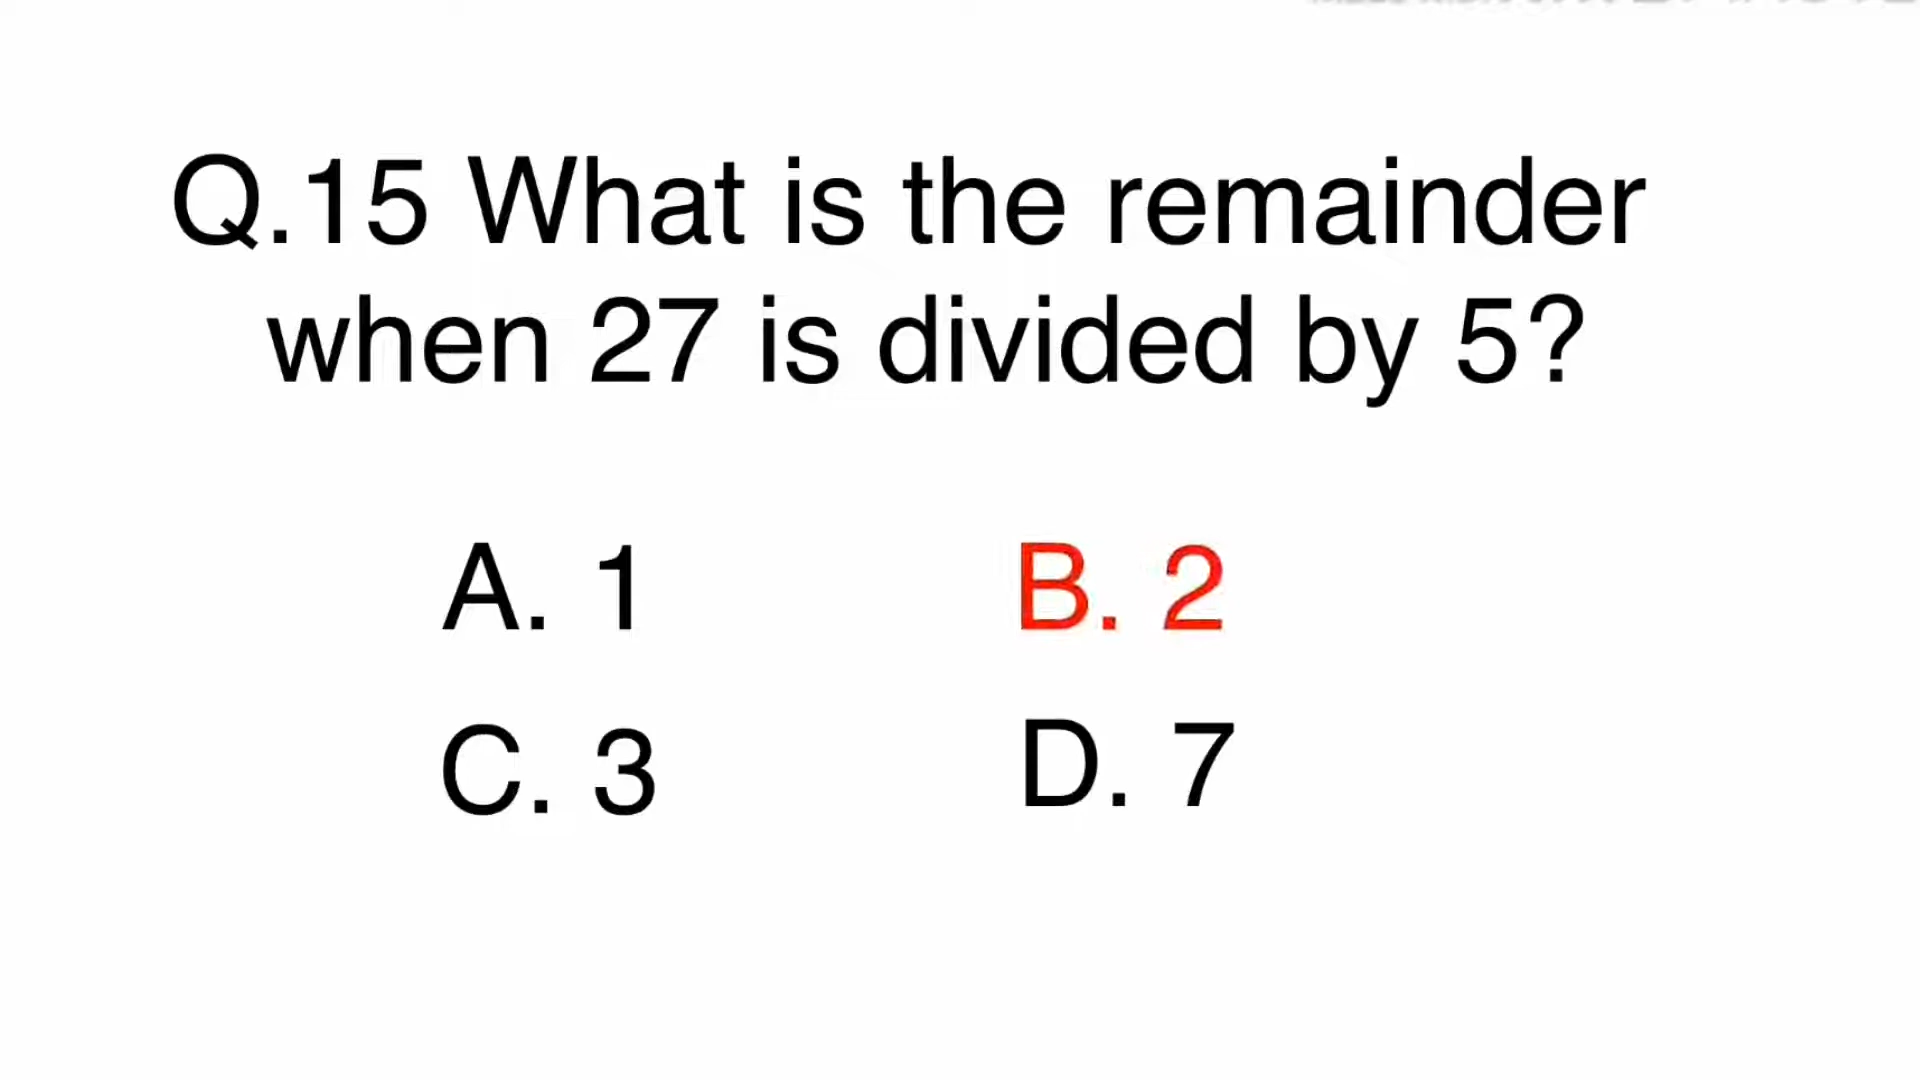 Q.15 What is the remainder
when 27 is divided by 5?
A. 1 B. 2
C. 3 D. 7